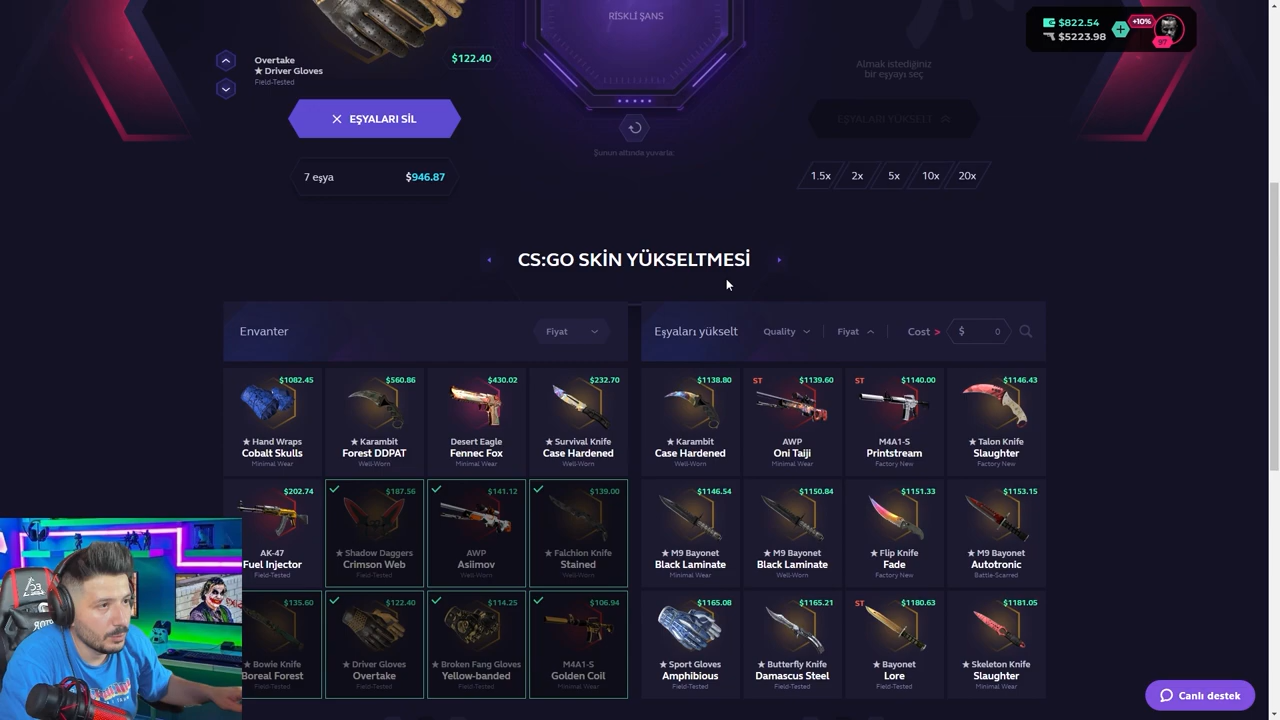 RİSKLİ ŞANS
$822.54
+10%
$5223.98
Overtake
★ Driver Gloves
Field-Tested
$122.40
Almak istediğiniz
bir eşyayı seç
EŞYALARI SİL
EŞYALARI YÜKSELT
Şunun altında yuvarla:
7 eşya
$946.87
1.5x
2x
5x
10x
20x
CS:GO SKİN YÜKSELTMESİ
Envanter
Fiyat
Eşyaları yükselt
Quality
Fiyat
Cost >
$ 0
$1082.45
★ Hand Wraps
Cobalt Skulls
Minimal Wear
$560.86
★ Karambit
Forest DDPAT
Well-Worn
$430.02
Desert Eagle
Fennec Fox
Minimal Wear
$232.70
★ Survival Knife
Case Hardened
Well-Worn
$1138.80
★ Karambit
Case Hardened
Well-Worn
ST
$1139.60
AWP
Oni Taiji
Minimal Wear
ST
$1140.00
M4A1-S
Printstream
Factory New
$1146.43
★ Talon Knife
Slaughter
Factory New
$202.74
AK-47
Fuel Injector
Field-Tested
$187.56
★ Shadow Daggers
Crimson Web
Field-Tested
$141.12
AWP
Asiimov
Well-Worn
$139.00
★ Falchion Knife
Stained
Well-Worn
$1146.54
★ M9 Bayonet
Black Laminate
Minimal Wear
$1150.84
★ M9 Bayonet
Black Laminate
Well-Worn
$1151.33
★ Flip Knife
Fade
Factory New
$1153.15
★ M9 Bayonet
Autotronic
Battle-Scarred
$135.60
★ Bowie Knife
Boreal Forest
Field-Tested
$122.40
★ Driver Gloves
Overtake
Field-Tested
$114.25
★ Broken Fang Gloves
Yellow-banded
Field-Tested
$106.94
M4A1-S
Golden Coil
Minimal Wear
$1165.08
★ Sport Gloves
Amphibious
Field-Tested
$1165.21
★ Butterfly Knife
Damascus Steel
Field-Tested
ST
$1180.63
★ Bayonet
Lore
Field-Tested
$1181.05
★ Skeleton Knife
Slaughter
Minimal Wear
Canlı destek